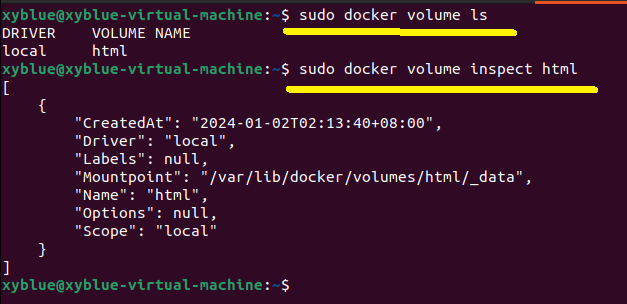 xyblue@xyblue-virtual-machine:~$ sudo docker volume ls
DRIVER    VOLUME NAME
local     html
xyblue@xyblue-virtual-machine:~$ sudo docker volume inspect html
[
    {
        "CreatedAt": "2024-01-02T02:13:40+08:00",
        "Driver": "local",
        "Labels": null,
        "Mountpoint": "/var/lib/docker/volumes/html/_data",
        "Name": "html",
        "Options": null,
        "Scope": "local"
    }
]
xyblue@xyblue-virtual-machine:~$